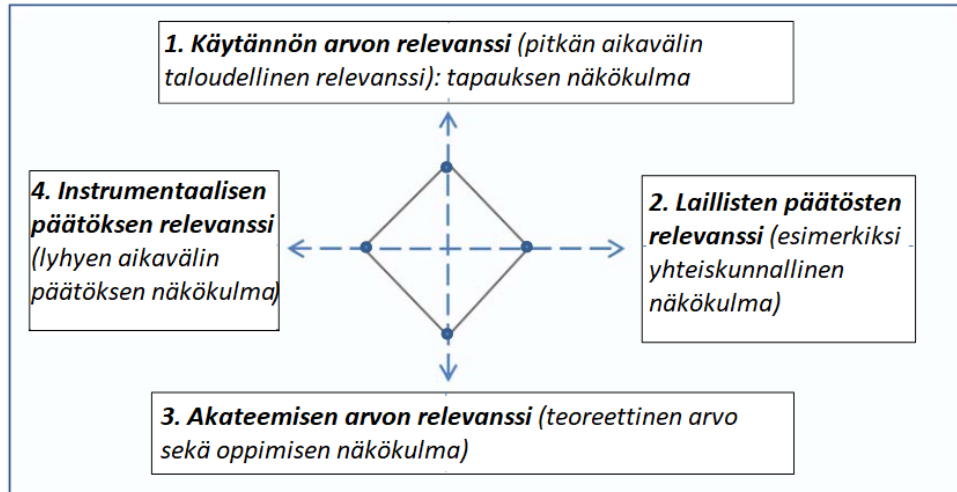 1. Käytännön arvon relevanssi (pitkän aikavälin
taloudellinen relevanssi): tapauksen näkökulma
4. Instrumentaalisen
päätöksen relevanssi
(lyhyen aikavälin
päätöksen näkökulma)
2. Laillisten päätösten
relevanssi (esimerkiksi
yhteiskunnallinen
näkökulma)
3. Akateemisen arvon relevanssi (teoreettinen arvo
sekä oppimisen näkökulma)